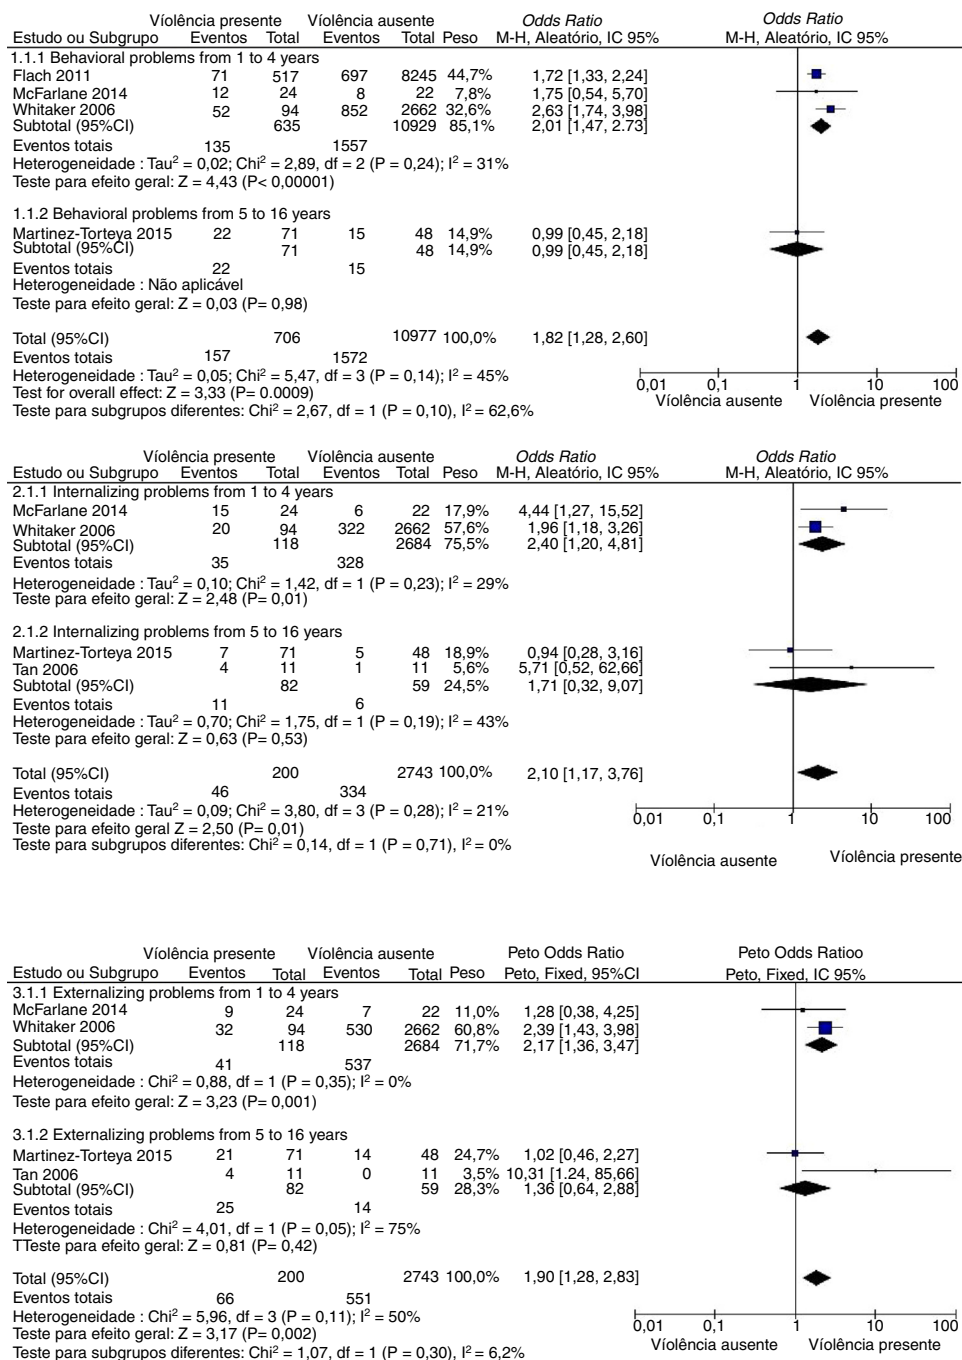 Víolência presente Víolência ausente Odds Ratio Odds Ratio
Estudo ou Subgrupo Eventos Total Eventos Total Peso M-H, Aleatório, IC 95% M-H, Aleatório, IC 95%
1.1.1 Behavioral problems from 1 to 4 years
Flach 2011 71 517 697 8245 44,7% 1,72 [1,33, 2,24]
McFarlane 2014 12 24 8 22 7,8% 1,75 [0,54, 5,70]
Whitaker 2006 52 94 852 2662 32,6% 2,63 [1,74, 3,98]
Subtotal (95%CI) 635 10929 85,1% 2,01 [1,47, 2.73]
Eventos totais 135 1557
Heterogeneidade : Tau² = 0,02; Chi² = 2,89, df = 2 (P = 0,24); I² = 31%
Teste para efeito geral: Z = 4,43 (P< 0,00001)
1.1.2 Behavioral problems from 5 to 16 years
Martinez-Torteya 2015 22 71 15 48 14,9% 0,99 [0,45, 2,18]
Subtotal (95%CI) 71 48 14,9% 0,99 [0,45, 2,18]
Eventos totais 22 15
Heterogeneidade : Não aplicável
Teste para efeito geral: Z = 0,03 (P= 0,98)
Total (95%CI) 706 10977 100,0% 1,82 [1,28, 2,60]
Eventos totais 157 1572
Heterogeneidade : Tau² = 0,05; Chi² = 5,47, df = 3 (P = 0,14); I² = 45%
Test for overall effect: Z = 3,33 (P= 0.0009)
Teste para subgrupos diferentes: Chi² = 2,67, df = 1 (P = 0,10), I² = 62,6%
0,01 0,1 1 10 100
Víolência ausente Víolência presente
Víolência presente Víolência ausente Odds Ratio Odds Ratio
Estudo ou Subgrupo Eventos Total Eventos Total Peso M-H, Aleatório, IC 95% M-H, Aleatório, IC 95%
2.1.1 Internalizing problems from 1 to 4 years
McFarlane 2014 15 24 6 22 17,9% 4,44 [1,27, 15,52]
Whitaker 2006 20 94 322 2662 57,6% 1,96 [1,18, 3,26]
Subtotal (95%CI) 118 2684 75,5% 2,40 [1,20, 4,81]
Eventos totais 35 328
Heterogeneidade : Tau² = 0,10; Chi² = 1,42, df = 1 (P = 0,23); I² = 29%
Teste para efeito geral: Z = 2,48 (P= 0,01)
2.1.2 Internalizing problems from 5 to 16 years
Martinez-Torteya 2015 7 71 5 48 18,9% 0,94 [0,28, 3,16]
Tan 2006 4 11 1 11 5,6% 5,71 [0,52, 62,66]
Subtotal (95%CI) 82 59 24,5% 1,71 [0,32, 9,07]
Eventos totais 11 6
Heterogeneidade : Tau² = 0,70; Chi² = 1,75, df = 1 (P = 0,19); I² = 43%
Teste para efeito geral: Z = 0,63 (P= 0,53)
Total (95%CI) 200 2743 100,0% 2,10 [1,17, 3,76]
Eventos totais 46 334
Heterogeneidade : Tau² = 0,09; Chi² = 3,80, df = 3 (P = 0,28); I² = 21%
Teste para efeito geral Z = 2,50 (P= 0,01)
Teste para subgrupos diferentes: Chi² = 0,14, df = 1 (P = 0,71), I² = 0%
0,01 0,1 1 10 100
Víolência ausente Víolência presente
Víolência presente Víolência ausente Peto Odds Ratio Peto Odds Ratioo
Estudo ou Subgrupo Eventos Total Eventos Total Peso Peto, Fixed, 95%CI Peto, Fixed, IC 95%
3.1.1 Externalizing problems from 1 to 4 years
McFarlane 2014 9 24 7 22 11,0% 1,28 [0,38, 4,25]
Whitaker 2006 32 94 530 2662 60,8% 2,39 [1,43, 3,98]
Subtotal (95%CI) 118 2684 71,7% 2,17 [1,36, 3,47]
Eventos totais 41 537
Heterogeneidade : Chi² = 0,88, df = 1 (P = 0,35); I² = 0%
Teste para efeito geral: Z = 3,23 (P= 0,001)
3.1.2 Externalizing problems from 5 to 16 years
Martinez-Torteya 2015 21 71 14 48 24,7% 1,02 [0,46, 2,27]
Tan 2006 4 11 0 11 3,5% 10,31 [1.24, 85,66]
Subtotal (95%CI) 82 59 28,3% 1,36 [0,64, 2,88]
Eventos totais 25 14
Heterogeneidade : Chi² = 4,01, df = 1 (P = 0,05); I² = 75%
TTeste para efeito geral: Z = 0,81 (P= 0,42)
Total (95%CI) 200 2743 100,0% 1,90 [1,28, 2,83]
Eventos totais 66 551
Heterogeneidade : Chi² = 5,96, df = 3 (P = 0,11); I² = 50%
Teste para efeito geral: Z = 3,17 (P= 0,002)
Teste para subgrupos diferentes: Chi² = 1,07, df = 1 (P = 0,30), I² = 6,2%
0,01 0,1 1 10 100
Víolência ausente Víolência presente